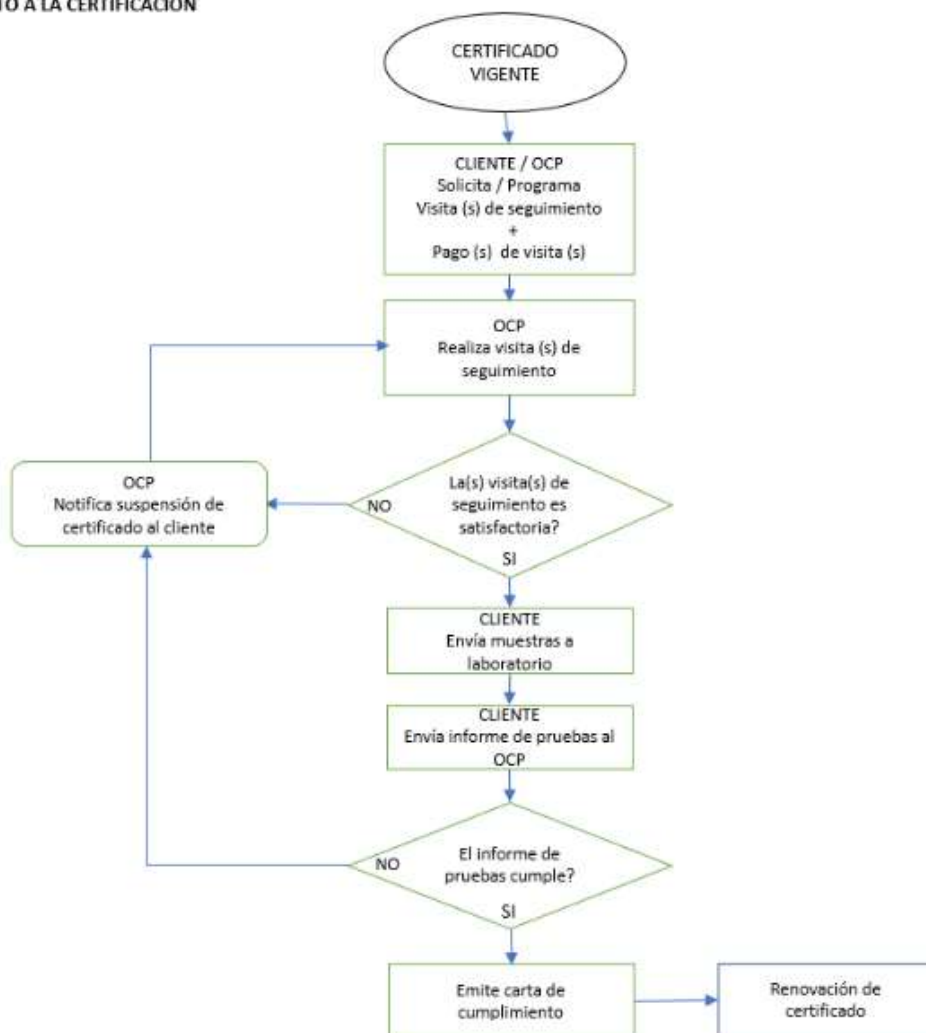 TO A LA CERTIFICACIÓN
CERTIFICADO
VIGENTE
CLIENTE / OCP
Solicita / Programa
Visita (s) de seguimiento
+
Pago (s) de visita (s)
OCP
Realiza visita (s) de
seguimiento
La(s) visita(s) de
seguimiento es
satisfactoria?
NO
SI
OCP
Notifica suspensión de
certificado al cliente
CLIENTE
Envía muestras a
laboratorio
CLIENTE
Envía informe de pruebas al
OCP
El informe de
pruebas cumple?
NO
SI
Emite carta de
cumplimiento
Renovación de
certificado